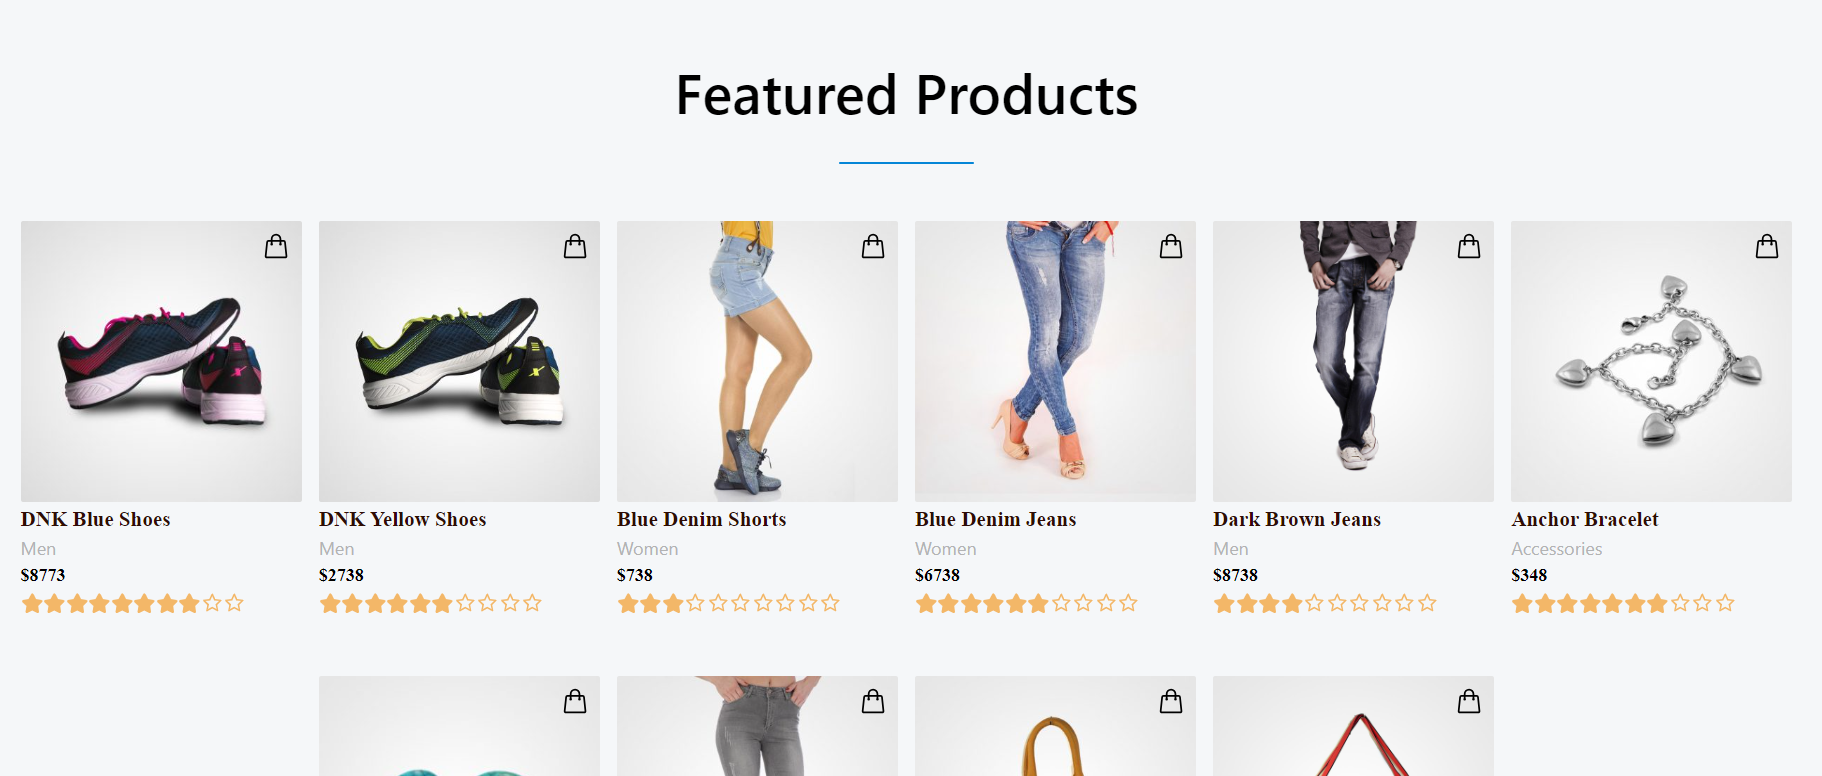 Featured Products
DNK Blue Shoes
Men
$8773
DNK Yellow Shoes
Men
$2738
Blue Denim Shorts
Women
$738
Blue Denim Jeans
Women
$6738
Dark Brown Jeans
Men
$8738
Anchor Bracelet
Accessories
$348